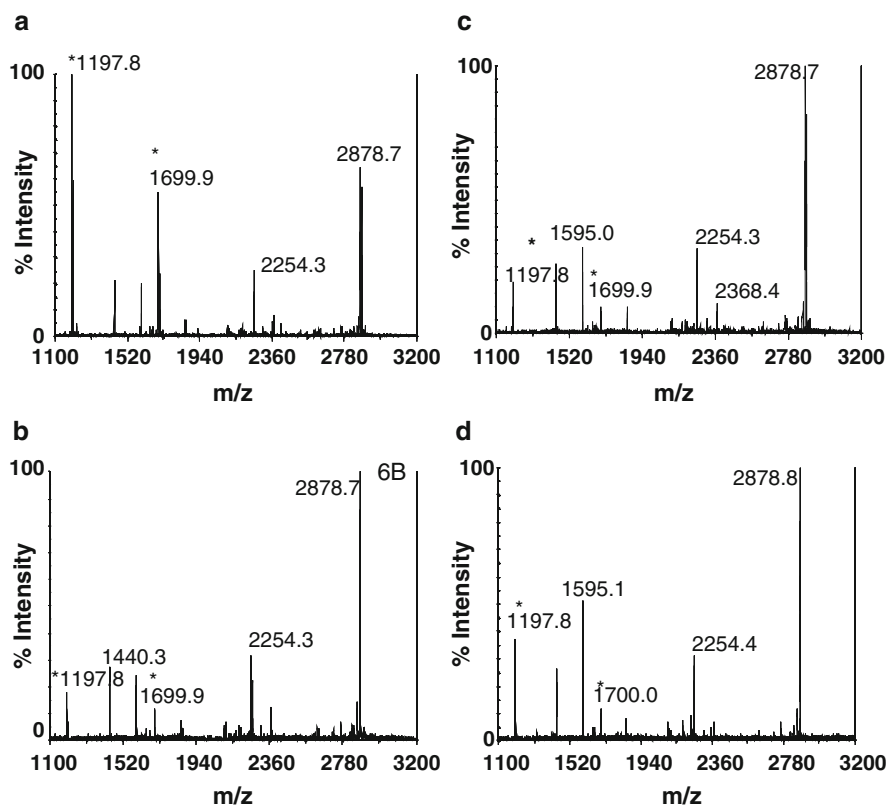 a
*1197.8
100
*
1699.9
2878.7
2254.3
% Intensity
0
1100 1520 1940 2360 2780 3200
m/z
c
2878.7
100
1595.0
*
1197.8
*
1699.9
2254.3
2368.4
% Intensity
0
1100 1520 1940 2360 2780 3200
m/z
b
100
6B
2878.7
2254.3
1440.3
*1197.8
*
1699.9
% Intensity
0
1100 1520 1940 2360 2780 3200
m/z
d
2878.8
100
1595.1
*
1197.8
2254.4
*
1700.0
% Intensity
0
1100 1520 1940 2360 2780 3200
m/z